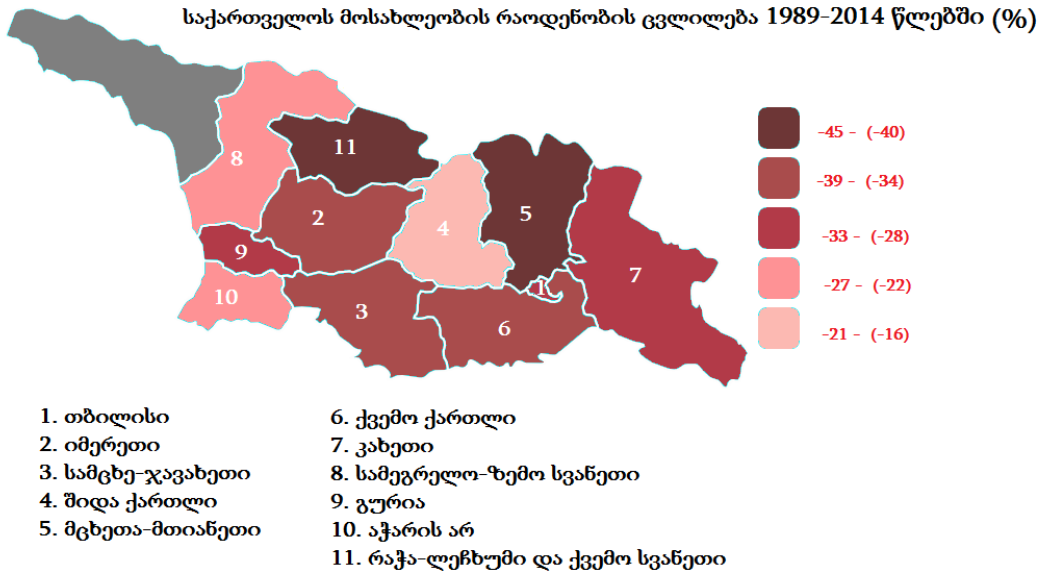 საქართველოს მოსახლეობის რაოდენობის ცვლილება 1989-2014 წლებში (%)
-45 - (-40)
-39 - (-34)
-33 - (-28)
-27 - (-22)
-21 - (-16)
8
11
2
4
5
9
7
10
1
3
6
1. თბილისი
2. იმერეთი
3. სამცხე-ჯავახეთი
4. შიდა ქართლი
5. მცხეთა-მთიანეთი
6. ქვემო ქართლი
7. კახეთი
8. სამეგრელო-ზემო სვანეთი
9. გურია
10. აჭარის არ
11. რაჭა-ლეჩხუმი და ქვემო სვანეთი